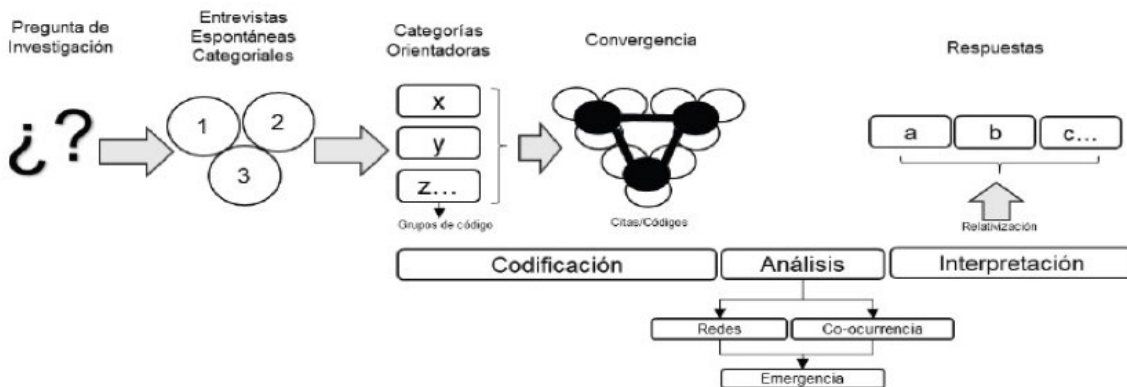 Pregunta de
Investigación
Entrevistas
Espontáneas
Categoriales
Categorías
Orientadoras
Convergencia
Respuestas
¿?
1
2
3
x
y
z...
Grupos de código
Citas/Códigos
a
b
c...
Relativización
Codificación
Análisis
Interpretación
Redes
Co-ocurrencia
Emergencia